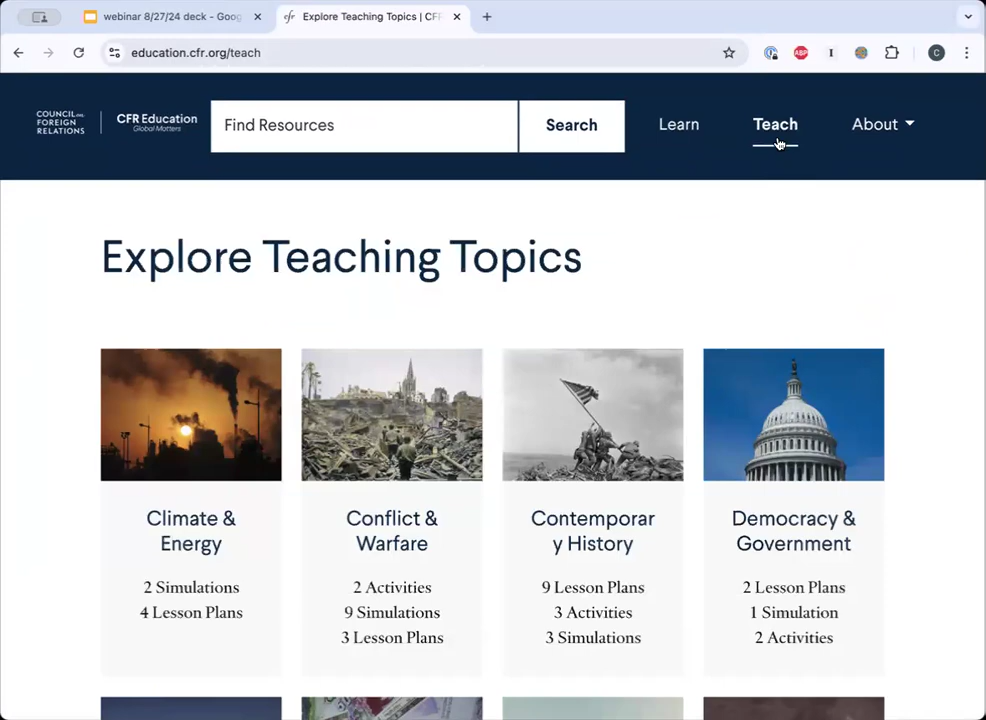 webinar 8/27/24 deck - Goog
Explore Teaching Topics | CFR
education.cfr.org/teach
ABP
C
COUNCIL on
FOREIGN
RELATIONS
CFR Education
Global Matters
Find Resources
Search
Learn
Teach
About
Explore Teaching Topics
Climate &
Energy
2 Simulations
4 Lesson Plans
Conflict &
Warfare
2 Activities
9 Simulations
3 Lesson Plans
Contemporar
y History
9 Lesson Plans
3 Activities
3 Simulations
Democracy &
Government
2 Lesson Plans
1 Simulation
2 Activities